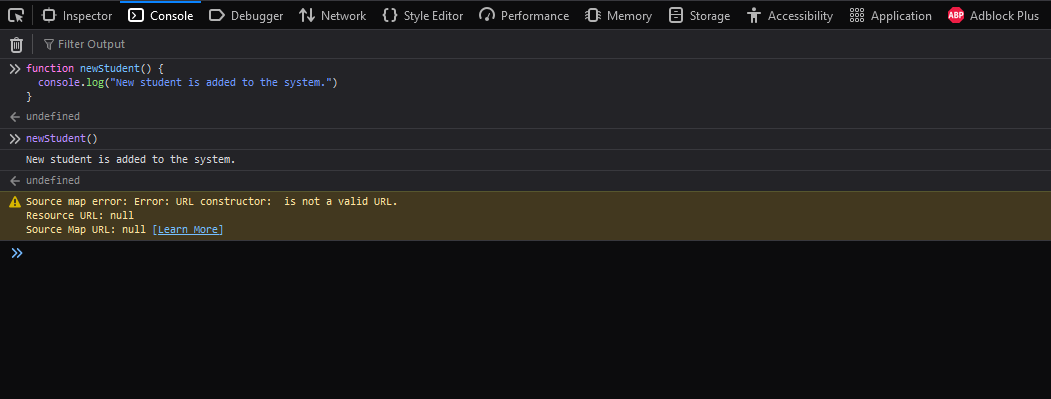 Inspector Console Debugger Network Style Editor Performance Memory Storage Accessibility Application ABP Adblock Plus
Filter Output
function newStudent() {
console.log("New student is added to the system.")
}
undefined
newStudent()
New student is added to the system.
undefined
Source map error: Error: URL constructor:  is not a valid URL.
Resource URL: null
Source Map URL: null [Learn More]